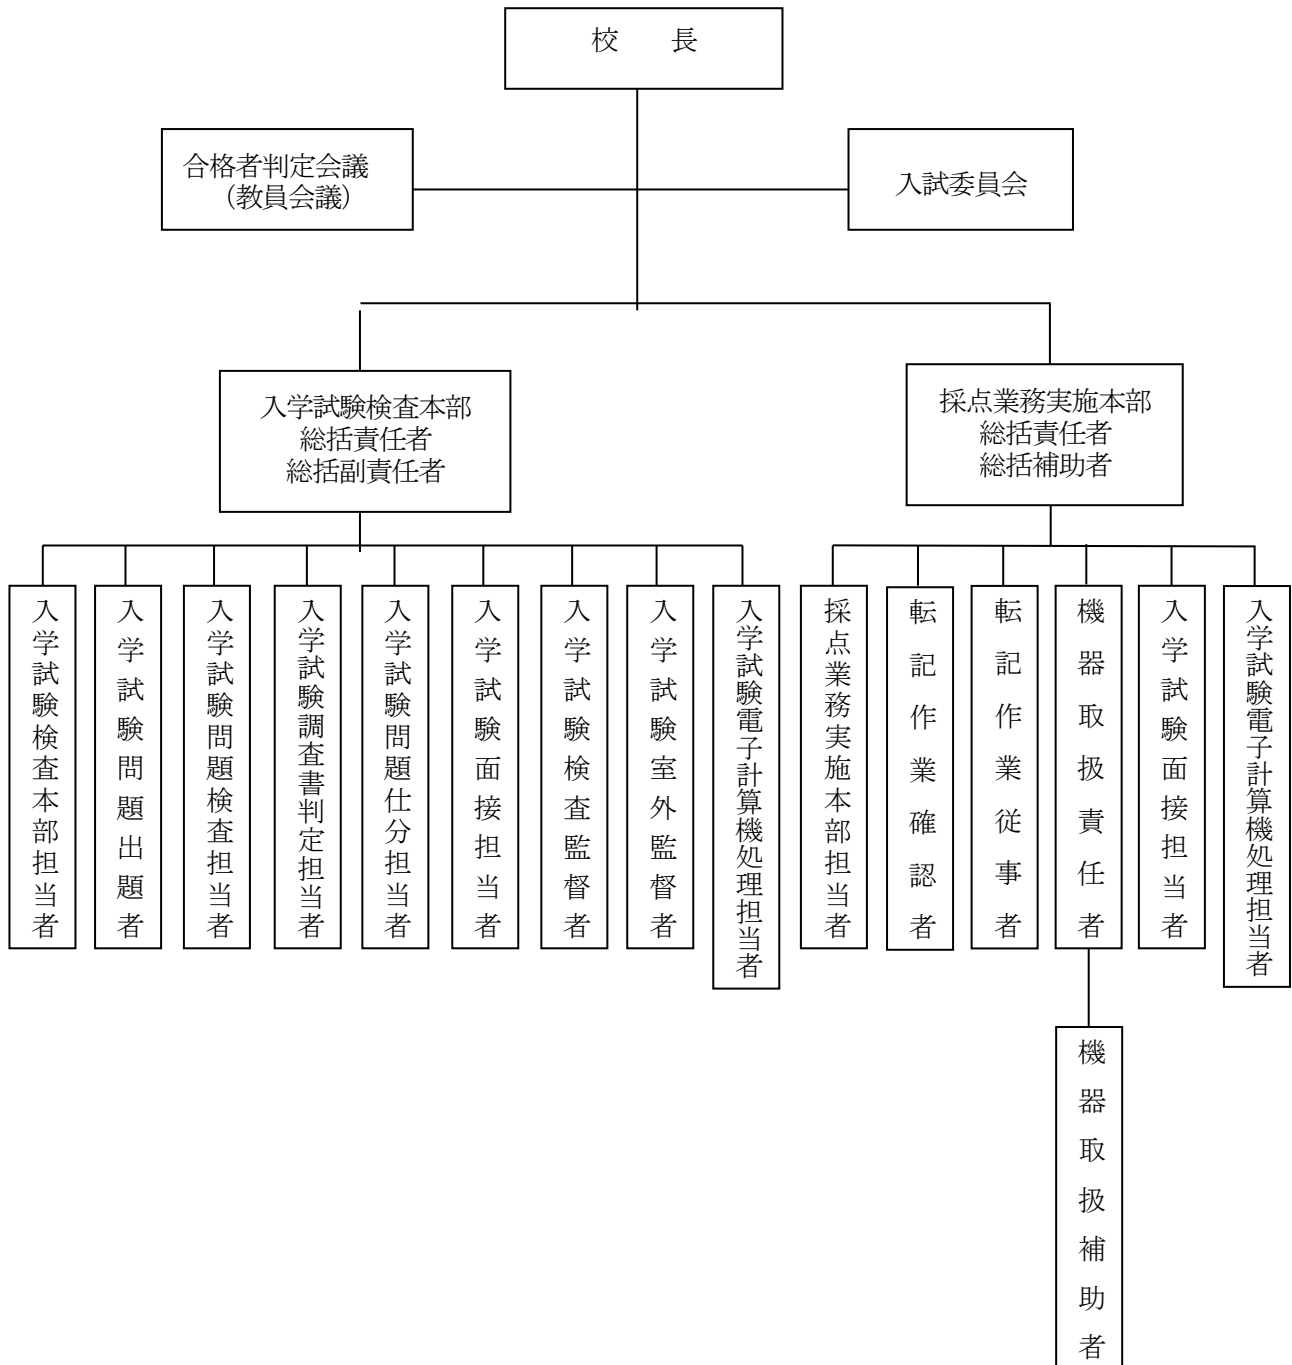 校　　長
合格者判定会議
（教員会議）
入試委員会
入学試験検査本部
総括責任者
総括副責任者
採点業務実施本部
総括責任者
総括補助者
入学試験検査本部担当者
入学試験問題出題者
入学試験問題検査担当者
入学試験調査書判定担当者
入学試験問題仕分担当者
入学試験面接担当者
入学試験検査監督者
入学試験室外監督者
入学試験電子計算機処理担当者
採点業務実施本部担当者
転記作業確認者
転記作業従事者
機器取扱責任者
入学試験面接担当者
入学試験電子計算機処理担当者
機器取扱補助者